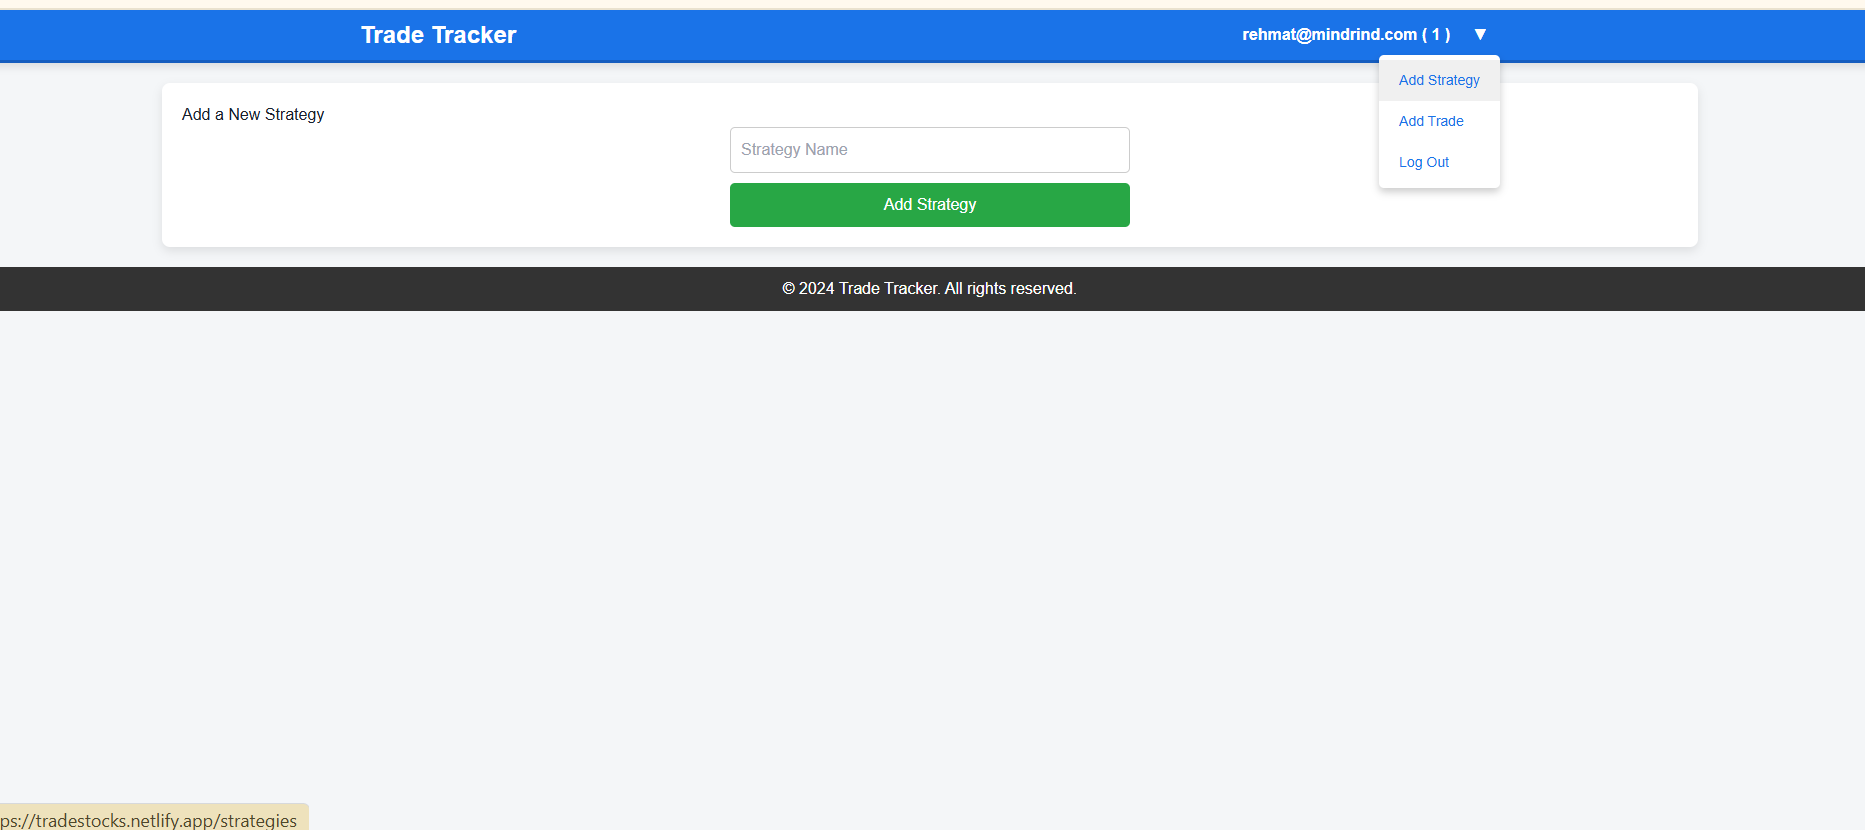 Trade Tracker
rehmat@mindrind.com ( 1 ) ▼
Add Strategy
Add Trade
Log Out
Add a New Strategy
Strategy Name
Add Strategy
© 2024 Trade Tracker. All rights reserved.
ps://tradestocks.netlify.app/strategies